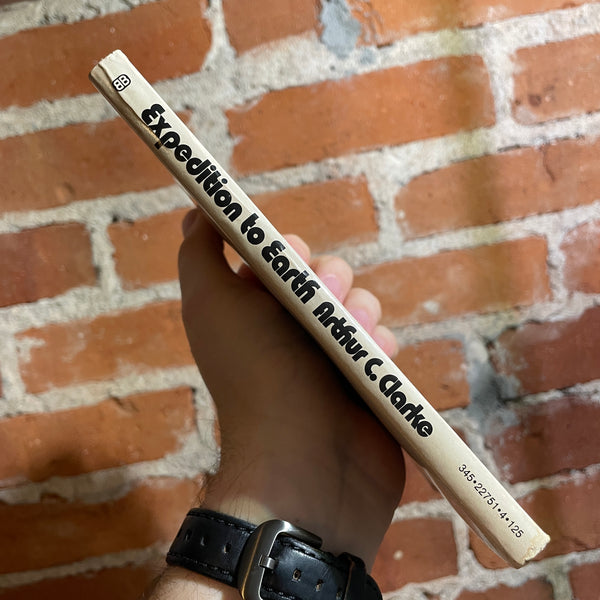 BB
Expedition to Earth Arthur C. Clarke
345•22751•4•125